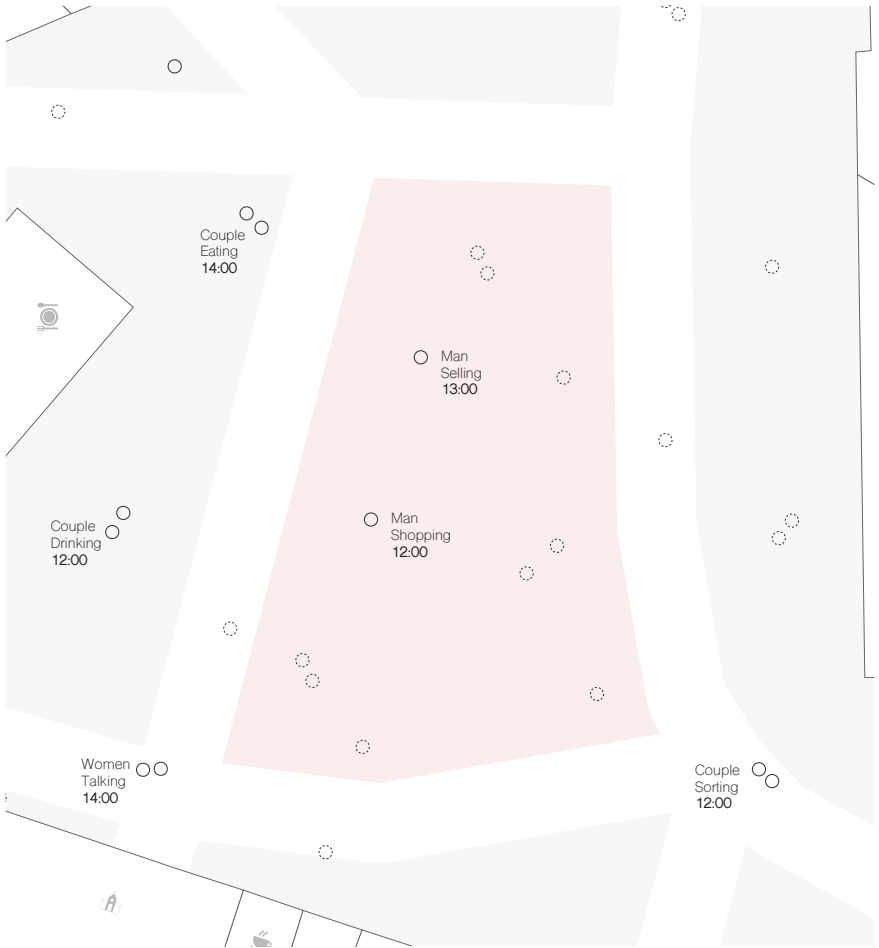 Couple
Eating
14:00
Man
Selling
13:00
Man
Shopping
12:00
Couple
Drinking
12:00
Women
Talking
14:00
Couple
Sorting
12:00